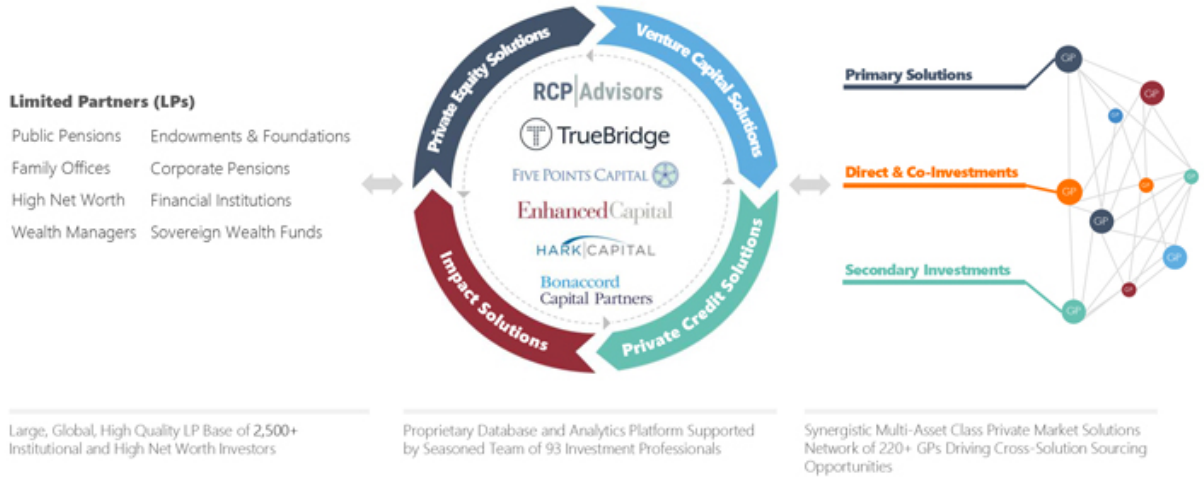 Limited Partners (LPs)
Public Pensions
Endowments & Foundations
Family Offices
Corporate Pensions
High Net Worth
Financial Institutions
Wealth Managers
Sovereign Wealth Funds
Large, Global, High Quality LP Base of 2,500+
Institutional and High Net Worth Investors
Private Equity Solutions
Venture Capital Solutions
Private Credit Solutions
Impact Solutions
RCP|Advisors
TrueBridge
FIVE POINTS CAPITAL
EnhancedCapital
HARK|CAPITAL
Bonaccord
Capital Partners
Proprietary Database and Analytics Platform Supported
by Seasoned Team of 93 Investment Professionals
Primary Solutions
Direct & Co-Investments
Secondary Investments
GP
GP
GP
GP
GP
GP
GP
GP
GP
GP
Synergistic Multi-Asset Class Private Market Solutions
Network of 220+ GPs Driving Cross-Solution Sourcing
Opportunities